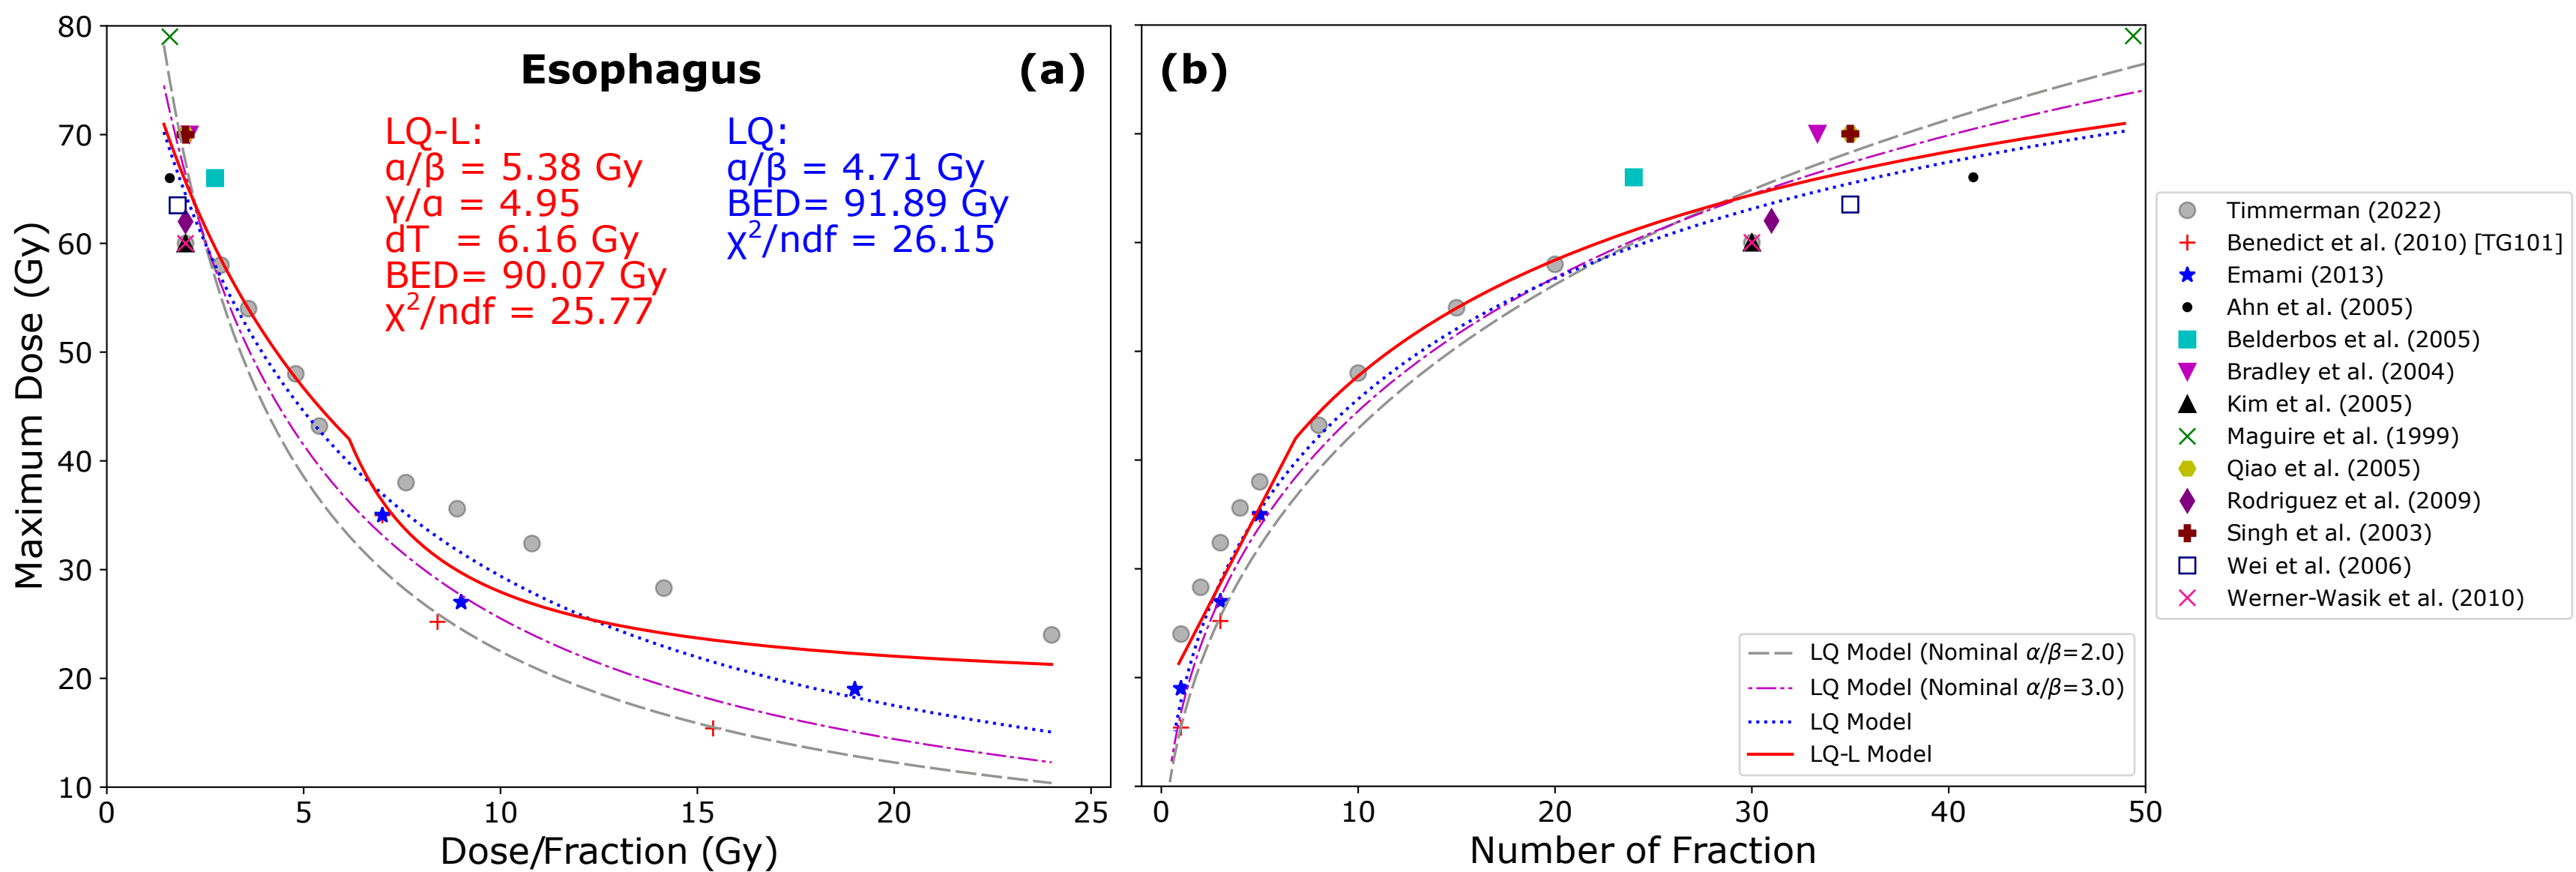 Esophagus
(a)
(b)
LQ-L:
α/β = 5.38 Gy
γ/α = 4.95
dT = 6.16 Gy
BED= 90.07 Gy
χ²/ndf = 25.77
LQ:
α/β = 4.71 Gy
BED= 91.89 Gy
χ²/ndf = 26.15
Maximum Dose (Gy)
80
70
60
50
40
30
20
10
0 5 10 15 20 25
Dose/Fraction (Gy)
0 10 20 30 40 50
Number of Fraction
LQ Model (Nominal α/β=2.0)
LQ Model (Nominal α/β=3.0)
LQ Model
LQ-L Model
Timmerman (2022)
Benedict et al. (2010) [TG101]
Emami (2013)
Ahn et al. (2005)
Belderbos et al. (2005)
Bradley et al. (2004)
Kim et al. (2005)
Maguire et al. (1999)
Qiao et al. (2005)
Rodriguez et al. (2009)
Singh et al. (2003)
Wei et al. (2006)
Werner-Wasik et al. (2010)